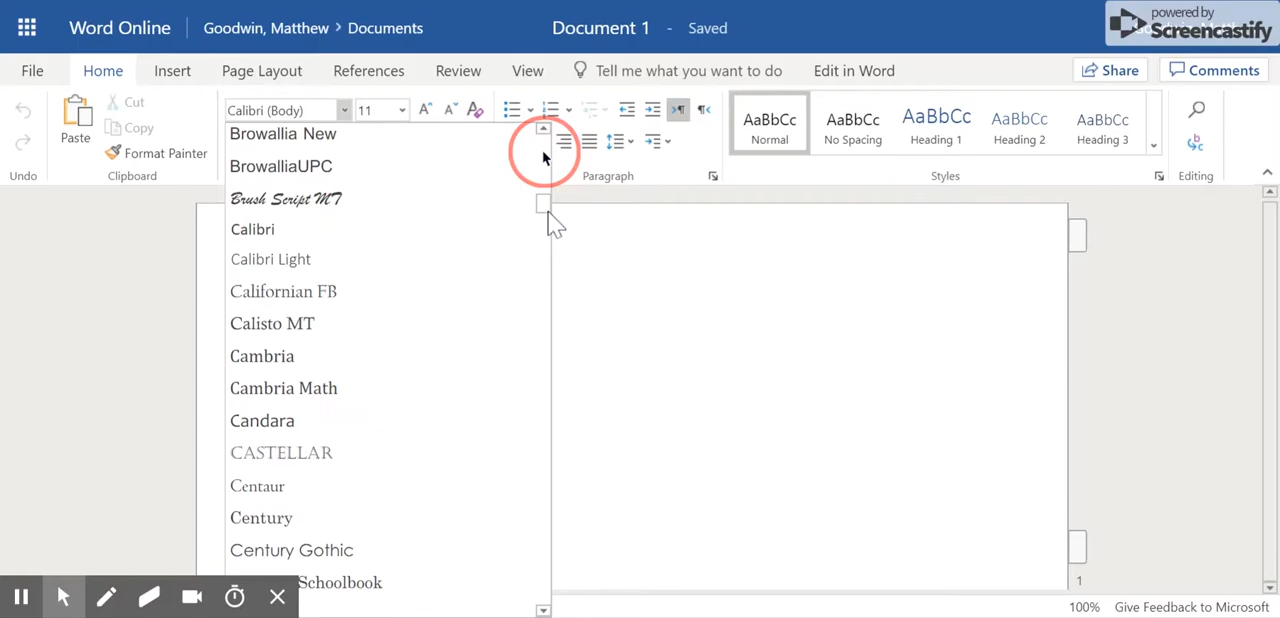 Word Online Goodwin, Matthew > Documents Document 1 - Saved
powered by
Screencastify
File Home Insert Page Layout References Review View Tell me what you want to do Edit in Word Share Comments
Calibri (Body) 11
Cut
Copy
Paste
Format Painter
Undo Clipboard Paragraph Styles Editing
AaBbCc Normal
AaBbCc No Spacing
AaBbCc Heading 1
AaBbCc Heading 2
AaBbCc Heading 3
Browallia New
BrowalliaUPC
Brush Script MT
Calibri
Calibri Light
Californian FB
Calisto MT
Cambria
Cambria Math
Candara
CASTELLAR
Centaur
Century
Century Gothic
Schoolbook
1
100% Give Feedback to Microsoft